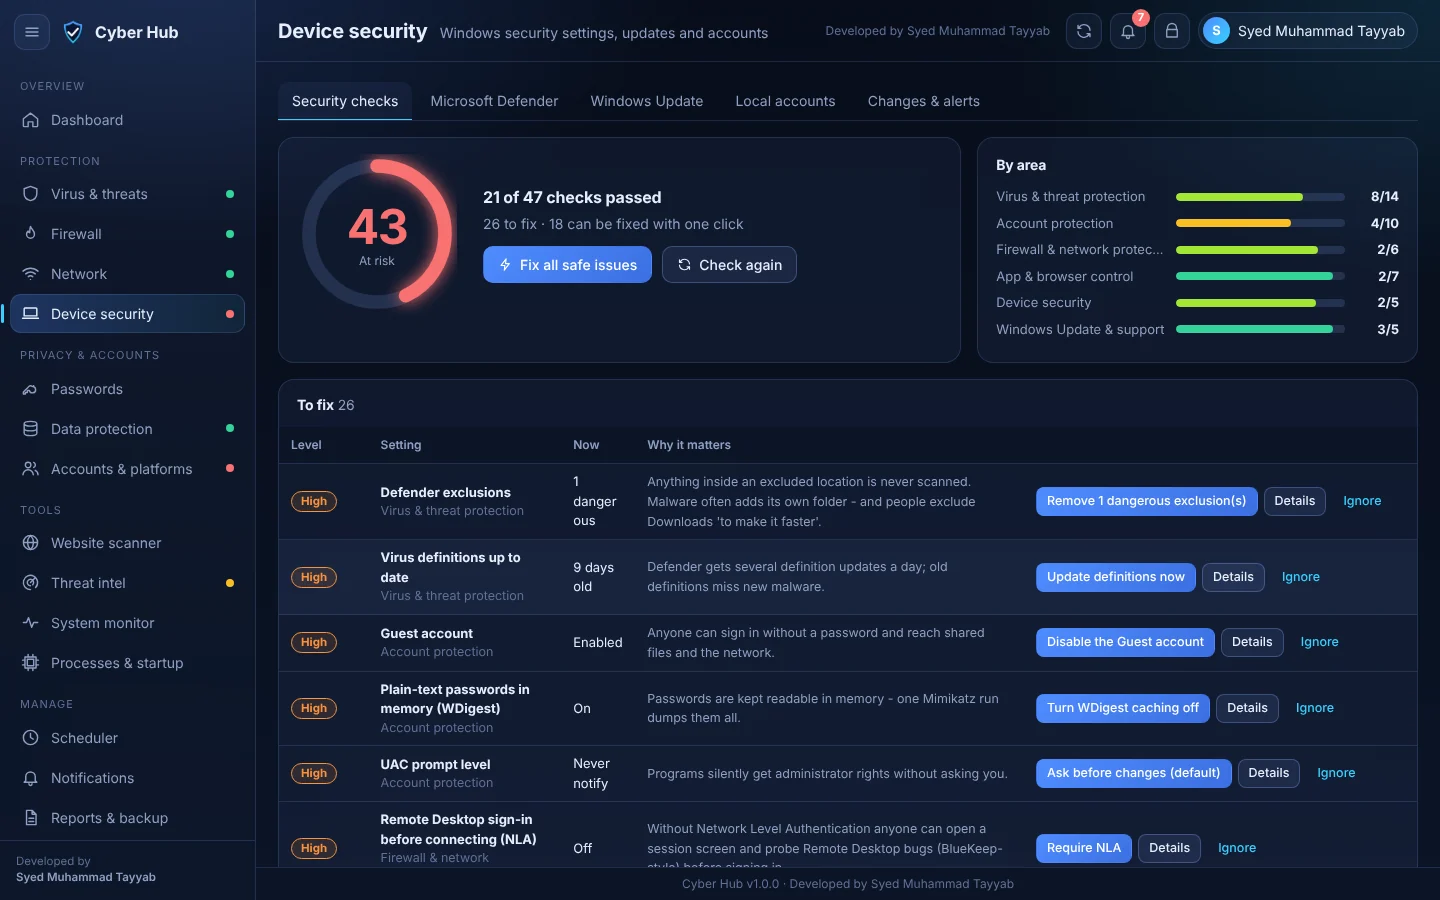 Cyber Hub
OVERVIEW
Dashboard
PROTECTION
Virus & threats
Firewall
Network
Device security
PRIVACY & ACCOUNTS
Passwords
Data protection
Accounts & platforms
TOOLS
Website scanner
Threat intel
System monitor
Processes & startup
MANAGE
Scheduler
Notifications
Reports & backup
Developed by
Syed Muhammad Tayyab
Device security Windows security settings, updates and accounts
Developed by Syed Muhammad Tayyab
7
S Syed Muhammad Tayyab
Security checks Microsoft Defender Windows Update Local accounts Changes & alerts
43
At risk
21 of 47 checks passed
26 to fix · 18 can be fixed with one click
Fix all safe issues Check again
By area
Virus & threat protection 8/14
Account protection 4/10
Firewall & network protec... 2/6
App & browser control 2/7
Device security 2/5
Windows Update & support 3/5
To fix 26
Level Setting Now Why it matters
High
Defender exclusions
Virus & threat protection
1
danger
ous
Anything inside an excluded location is never scanned.
Malware often adds its own folder - and people exclude
Downloads 'to make it faster'.
Remove 1 dangerous exclusion(s) Details Ignore
High
Virus definitions up to
date
Virus & threat protection
9 days
old
Defender gets several definition updates a day; old
definitions miss new malware.
Update definitions now Details Ignore
High
Guest account
Account protection
Enabled
Anyone can sign in without a password and reach shared
files and the network.
Disable the Guest account Details Ignore
High
Plain-text passwords in
memory (WDigest)
Account protection
On
Passwords are kept readable in memory - one Mimikatz run
dumps them all.
Turn WDigest caching off Details Ignore
High
UAC prompt level
Account protection
Never
notify
Programs silently get administrator rights without asking you.
Ask before changes (default) Details Ignore
High
Remote Desktop sign-in
before connecting (NLA)
Firewall & network
Off
Without Network Level Authentication anyone can open a
session screen and probe Remote Desktop bugs (BlueKeep-
style) before signing in.
Require NLA Details Ignore
Cyber Hub v1.0.0 · Developed by Syed Muhammad Tayyab